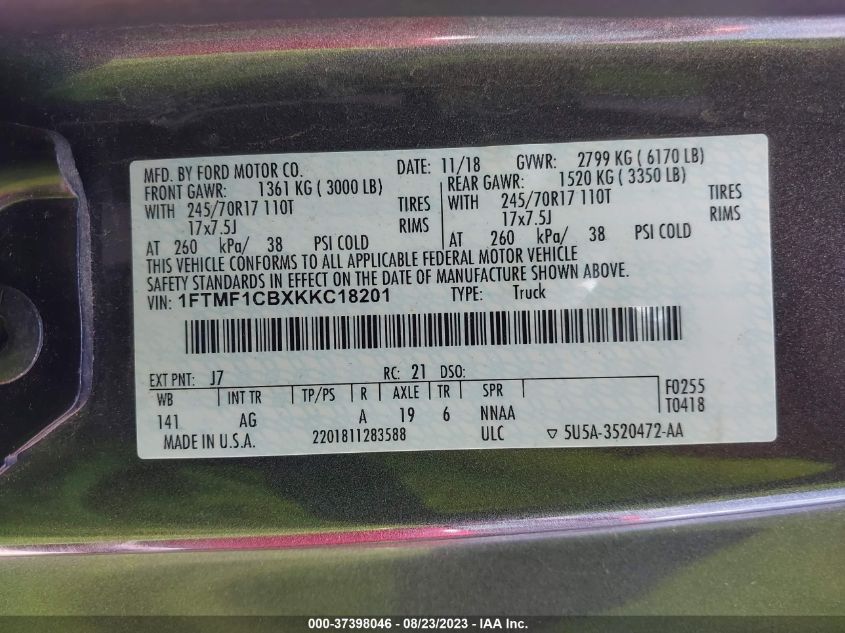 MFD. BY FORD MOTOR CO. DATE: 11/18 GVWR: 2799 KG ( 6170 LB)
FRONT GAWR: 1361 KG ( 3000 LB) REAR GAWR: 1520 KG ( 3350 LB)
WITH 245/70R17 110T TIRES WITH 245/70R17 110T TIRES
17x7.5J RIMS 17x7.5J RIMS
AT 260 kPa/ 38 PSI COLD AT 260 kPa/ 38 PSI COLD
THIS VEHICLE CONFORMS TO ALL APPLICABLE FEDERAL MOTOR VEHICLE
SAFETY STANDARDS IN EFFECT ON THE DATE OF MANUFACTURE SHOWN ABOVE.
VIN: 1FTMF1CBXKKC18201 TYPE: Truck
EXT PNT: J7 RC: 21 DSO:
WB INT TR TP/PS R AXLE TR SPR F0255
141 AG A 19 6 NNAA T0418
MADE IN U.S.A. 2201811283588 ULC ▽ 5U5A-3520472-AA
000-37398046 / 08/23/2023 - IAA Inc.